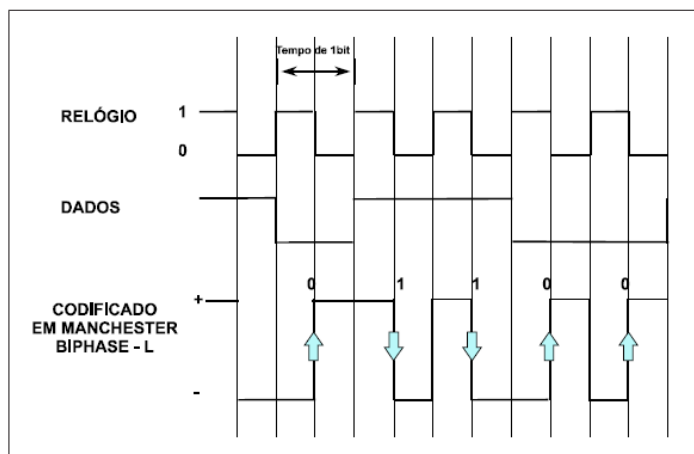 Tempo de 1bit
RELÓGIO
1
0
DADOS
0 1 1 0 0
+
CODIFICADO
EM MANCHESTER
BIPHASE - L
-